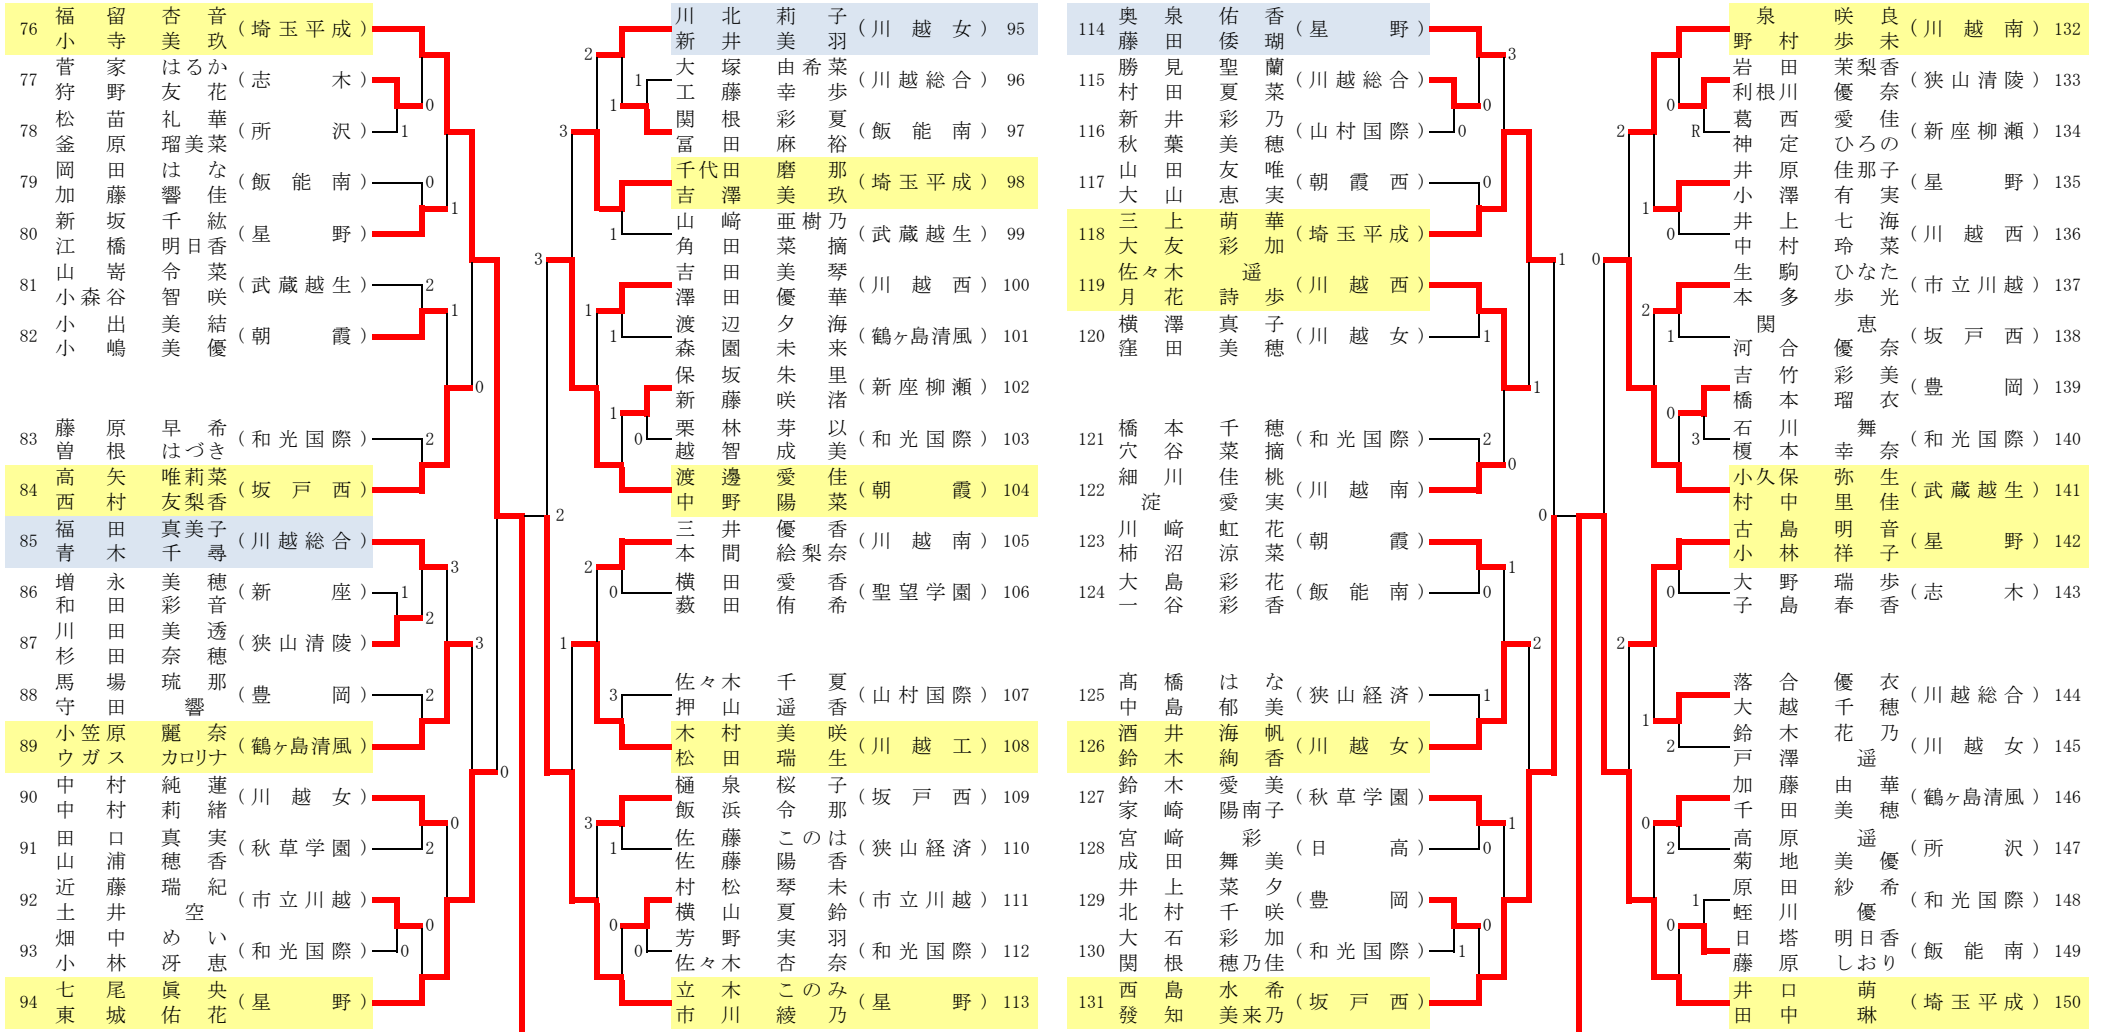 76 福留杏音 小寺美玖 (埼玉平成)
77 菅家はるか 狩野友花 (志木)
78 松苗礼華 釜原瑠美菜 (所沢)
79 岡田はな 加藤響佳 (飯能南)
80 新坂千紘 江橋明日香 (星野)
81 山嵜令菜 小森谷智咲 (武蔵越生)
82 小出美結 小嶋美優 (朝霞)
83 藤原早希 曽根はづき (和光国際)
84 高矢唯莉菜 西村友梨香 (坂戸西)
85 福田真美子 青木千尋 (川越総合)
86 増永美穂 和田彩音 (新座)
87 川田美透 杉田奈穂 (狭山清陵)
88 馬場琉那 守田響 (豊岡)
89 小笠原麗奈 ウガスカロリナ (鶴ヶ島清風)
90 中村純蓮 中村莉緒 (川越女)
91 田口真実 山浦穂香 (秋草学園)
92 近藤瑞紀 土井空 (市立川越)
93 畑中めい 小林冴恵 (和光国際)
94 七尾眞央 東城佑花 (星野)
川北莉子 新井美羽 (川越女) 95
大塚由希菜 工藤幸歩 (川越総合) 96
関根彩夏 冨田麻裕 (飯能南) 97
千代田磨那 吉澤美玖 (埼玉平成) 98
山﨑亜樹乃 角田菜摘 (武蔵越生) 99
吉田美琴 澤田優華 (川越西) 100
渡辺夕海 森園未来 (鶴ヶ島清風) 101
保坂朱里 新藤咲渚 (新座柳瀬) 102
栗林芽以 越智成美 (和光国際) 103
渡邊愛佳 中野陽菜 (朝霞) 104
三井優香 本間絵梨奈 (川越南) 105
横田愛香 薮田侑希 (聖望学園) 106
佐々木千夏 押山遥香 (山村国際) 107
木村美咲 松田瑞生 (川越工) 108
樋泉桜子 飯浜令那 (坂戸西) 109
佐藤このは 佐藤陽香 (狭山経済) 110
村松琴未 横山夏鈴 (市立川越) 111
芳野実羽 佐々木杏奈 (和光国際) 112
立木このみ 市川綾乃 (星野) 113
114 奥泉佑香 藤田倭瑚 (星野)
115 勝見聖蘭 村田夏菜 (川越総合)
116 新井彩乃 秋葉美穂 (山村国際)
117 山田友唯 大山恵実 (朝霞西)
118 三上萌華 大友彩加 (埼玉平成)
119 佐々木遥 月花詩歩 (川越西)
120 横澤真子 窪田美穂 (川越女)
121 橋本千穂 穴谷菜摘 (和光国際)
122 細川佳桃 淀愛実 (川越南)
123 川﨑虹花 柿沼涼菜 (朝霞)
124 大島彩花 一谷彩香 (飯能南)
125 髙橋はな 中島郁美 (狭山経済)
126 酒井海帆 鈴木絢香 (川越女)
127 鈴木愛美 家崎陽南子 (秋草学園)
128 宮﨑彩 成田舞美 (日高)
129 井上菜夕 北村千咲 (豊岡)
130 大石彩加 関根穂乃佳 (和光国際)
131 西島水希 發知美来乃 (坂戸西)
泉咲良 野村歩未 (川越南) 132
岩田茉梨香 利根川優奈 (狭山清陵) 133
葛西愛佳 神定ひろの (新座柳瀬) 134
井原佳那子 小澤有実 (星野) 135
井上七海 中村玲菜 (川越西) 136
生駒ひなた 本多歩光 (市立川越) 137
関恵 河合優奈 (坂戸西) 138
吉竹彩美 橋本瑠衣 (豊岡) 139
石川舞 榎本幸奈 (和光国際) 140
小久保弥生 村中里佳 (武蔵越生) 141
古島明音 小林祥子 (星野) 142
大野瑞歩 子島春香 (志木) 143
落合優衣 大越千穂 (川越総合) 144
鈴木花乃 戸澤遥 (川越女) 145
加藤由華 千田美穂 (鶴ヶ島清風) 146
高原遥 菊地美優 (所沢) 147
原田紗希 蛭川優 (和光国際) 148
日塔明日香 藤原しおり (飯能南) 149
井口萌 田中琳 (埼玉平成) 150